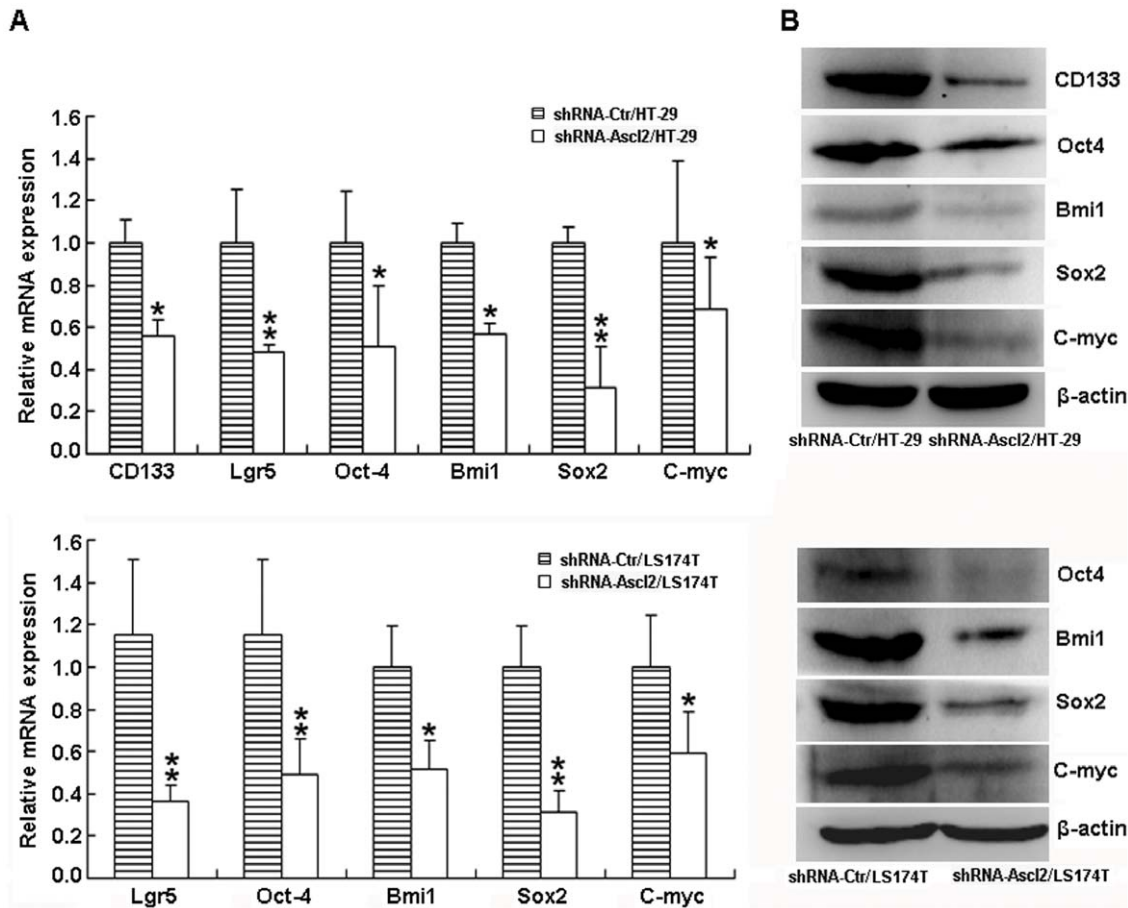 A
B
1.6
1.4
1.2
1.0
0.8
0.6
0.4
0.2
0.0
Relative mRNA expression
shRNA-Ctr/HT-29
shRNA-Ascl2/HT-29
*
**
*
*
**
*
CD133 Lgr5 Oct-4 Bmi1 Sox2 C-myc
CD133
Oct4
Bmi1
Sox2
C-myc
β-actin
shRNA-Ctr/HT-29 shRNA-Ascl2/HT-29
1.6
1.4
1.2
1.0
0.8
0.6
0.4
0.2
0.0
Relative mRNA expression
shRNA-Ctr/LS174T
shRNA-Ascl2/LS174T
**
**
*
**
*
Lgr5 Oct-4 Bmi1 Sox2 C-myc
Oct4
Bmi1
Sox2
C-myc
β-actin
shRNA-Ctr/LS174T shRNA-Ascl2/LS174T